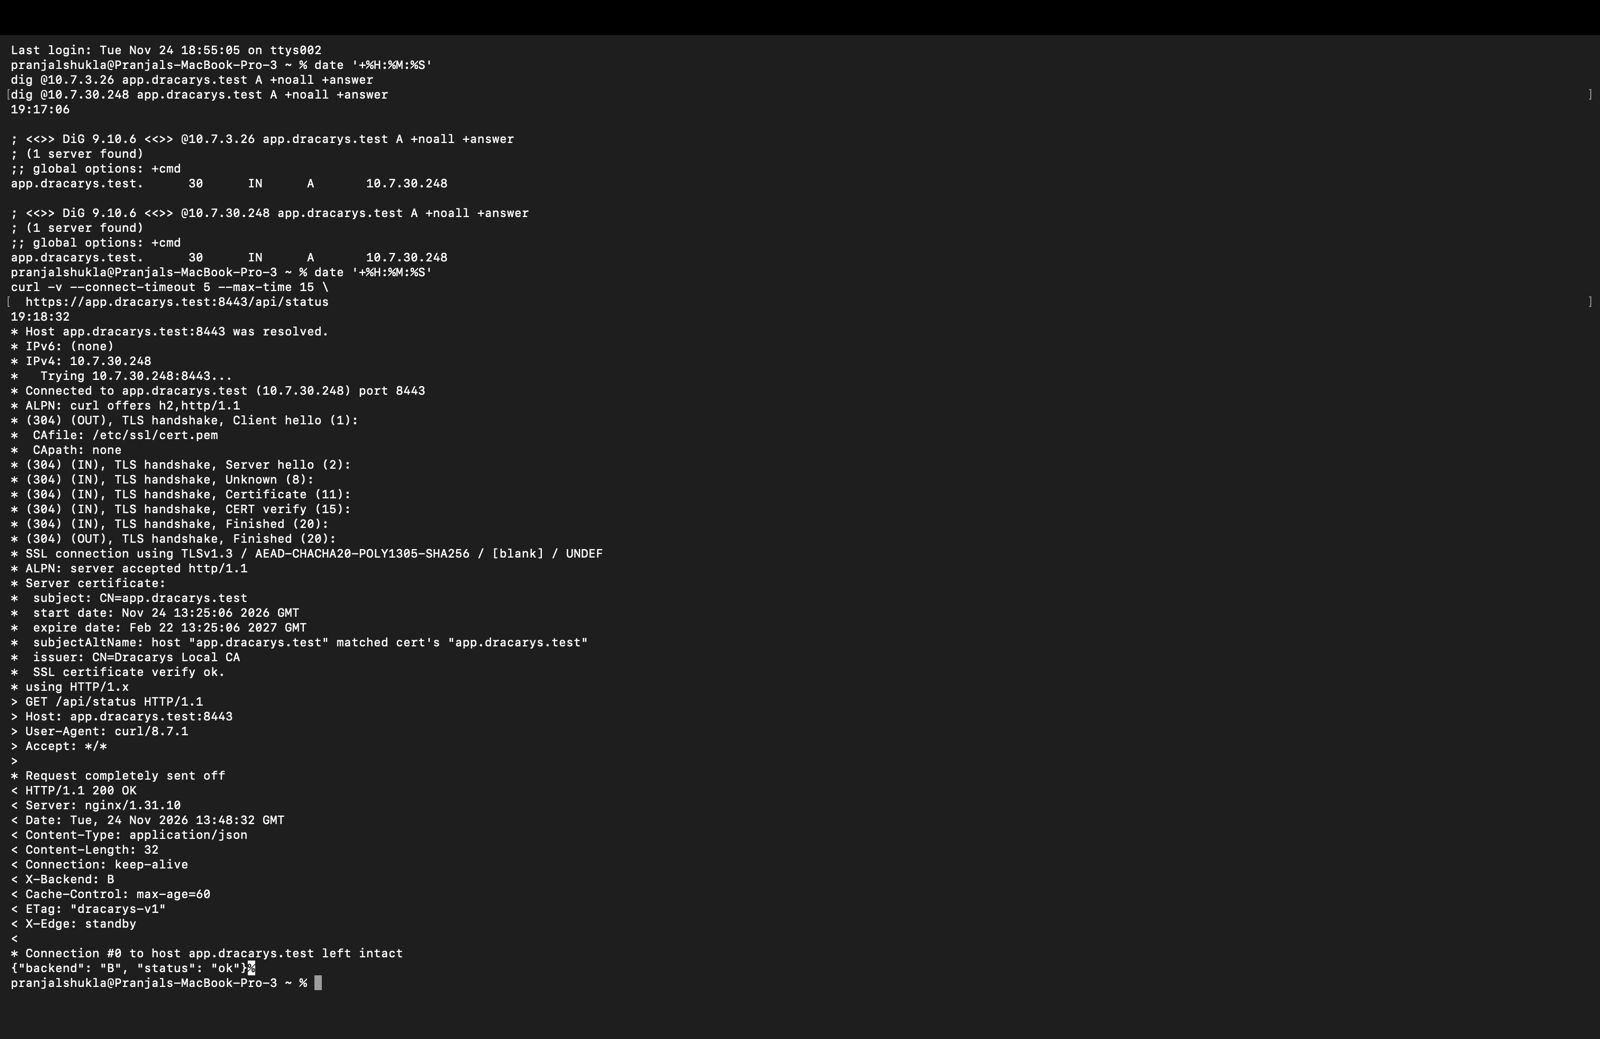 Last login: Tue Nov 24 18:55:05 on ttys002
pranjalshukla@Pranjals-MacBook-Pro-3 ~ % date '+%H:%M:%S'
dig @10.7.3.26 app.dracarys.test A +noall +answer
[dig @10.7.30.248 app.dracarys.test A +noall +answer ]
19:17:06

; <<>> DiG 9.10.6 <<>> @10.7.3.26 app.dracarys.test A +noall +answer
; (1 server found)
;; global options: +cmd
app.dracarys.test.      30      IN      A       10.7.30.248

; <<>> DiG 9.10.6 <<>> @10.7.30.248 app.dracarys.test A +noall +answer
; (1 server found)
;; global options: +cmd
app.dracarys.test.      30      IN      A       10.7.30.248
pranjalshukla@Pranjals-MacBook-Pro-3 ~ % date '+%H:%M:%S'
curl -v --connect-timeout 5 --max-time 15 \
[  https://app.dracarys.test:8443/api/status ]
19:18:32
* Host app.dracarys.test:8443 was resolved.
* IPv6: (none)
* IPv4: 10.7.30.248
*   Trying 10.7.30.248:8443...
* Connected to app.dracarys.test (10.7.30.248) port 8443
* ALPN: curl offers h2,http/1.1
* (304) (OUT), TLS handshake, Client hello (1):
*  CAfile: /etc/ssl/cert.pem
*  CApath: none
* (304) (IN), TLS handshake, Server hello (2):
* (304) (IN), TLS handshake, Unknown (8):
* (304) (IN), TLS handshake, Certificate (11):
* (304) (IN), TLS handshake, CERT verify (15):
* (304) (IN), TLS handshake, Finished (20):
* (304) (OUT), TLS handshake, Finished (20):
* SSL connection using TLSv1.3 / AEAD-CHACHA20-POLY1305-SHA256 / [blank] / UNDEF
* ALPN: server accepted http/1.1
* Server certificate:
*  subject: CN=app.dracarys.test
*  start date: Nov 24 13:25:06 2026 GMT
*  expire date: Feb 22 13:25:06 2027 GMT
*  subjectAltName: host "app.dracarys.test" matched cert's "app.dracarys.test"
*  issuer: CN=Dracarys Local CA
*  SSL certificate verify ok.
* using HTTP/1.x
> GET /api/status HTTP/1.1
> Host: app.dracarys.test:8443
> User-Agent: curl/8.7.1
> Accept: */*
>
* Request completely sent off
< HTTP/1.1 200 OK
< Server: nginx/1.31.10
< Date: Tue, 24 Nov 2026 13:48:32 GMT
< Content-Type: application/json
< Content-Length: 32
< Connection: keep-alive
< X-Backend: B
< Cache-Control: max-age=60
< ETag: "dracarys-v1"
< X-Edge: standby
<
* Connection #0 to host app.dracarys.test left intact
{"backend": "B", "status": "ok"}%
pranjalshukla@Pranjals-MacBook-Pro-3 ~ %